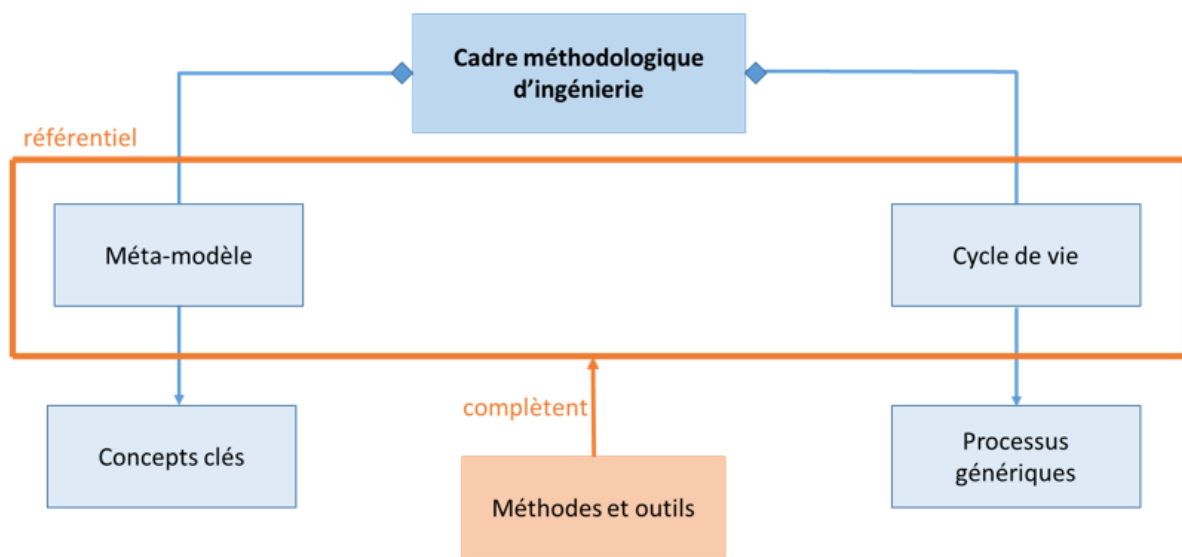 Cadre méthodologique
d’ingénierie
référentiel
Méta-modèle
Cycle de vie
complètent
Concepts clés
Processus
génériques
Méthodes et outils